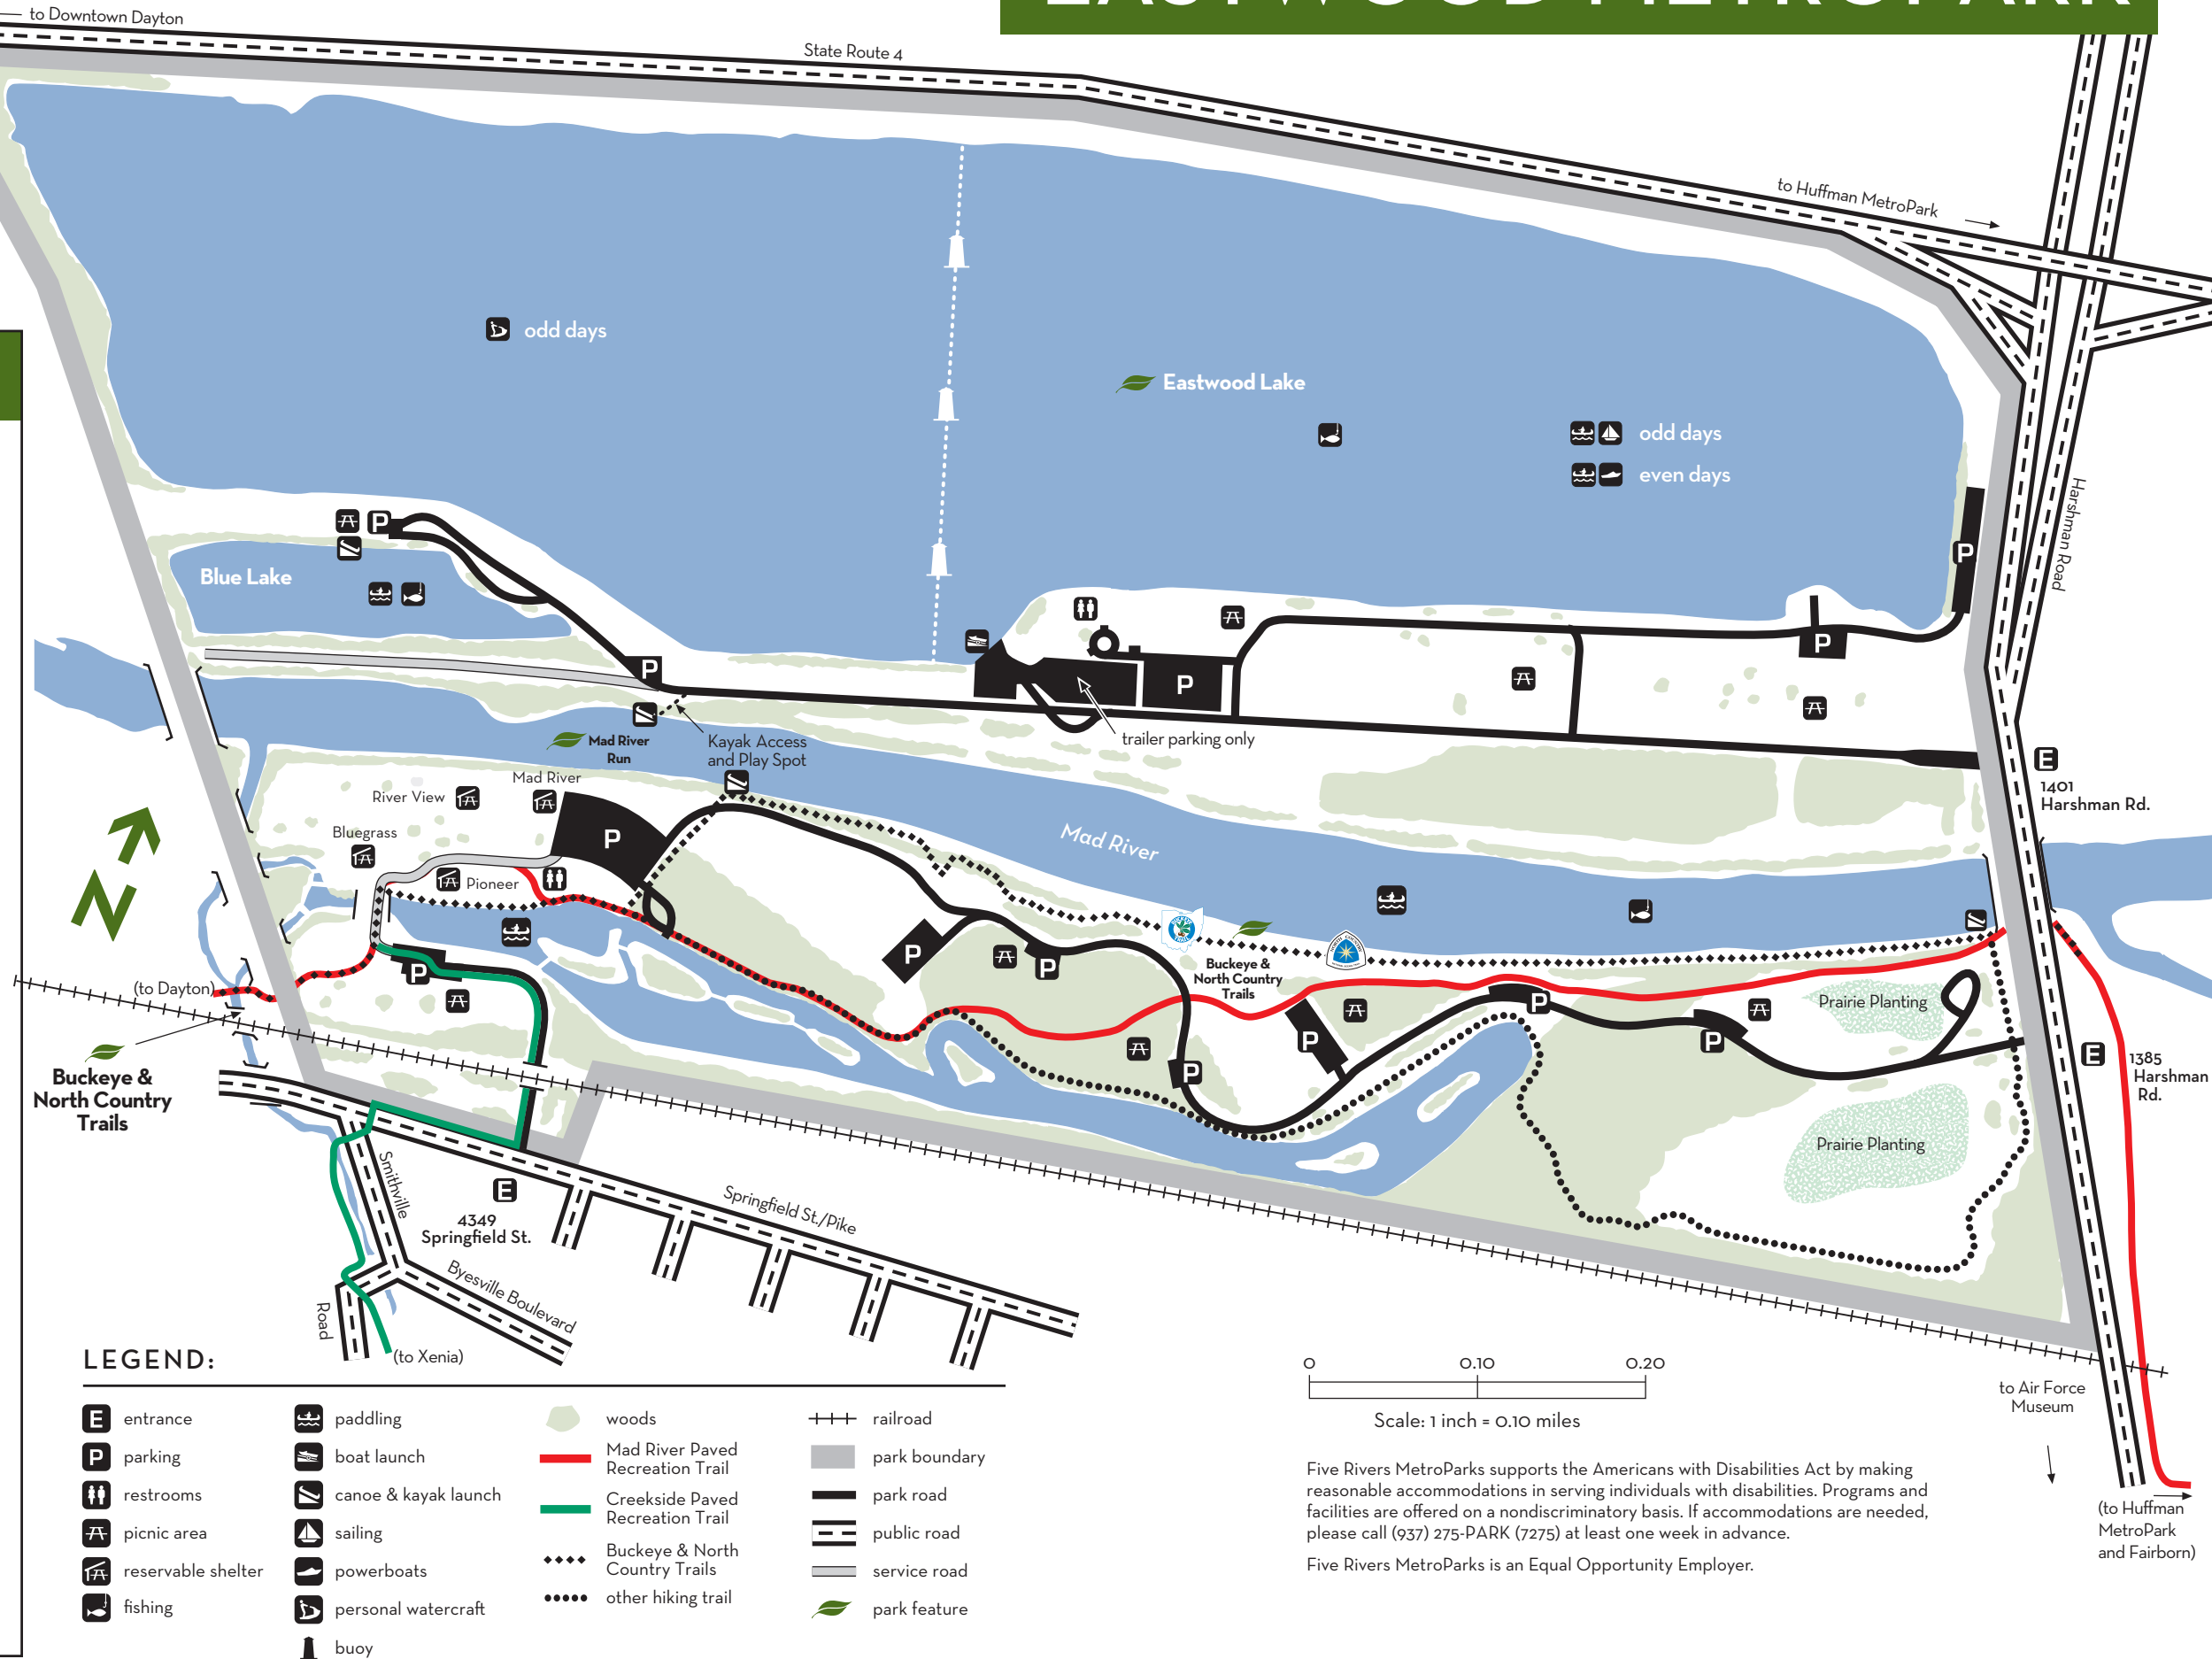 EASTWOOD METROPARK
to Downtown Dayton
State Route 4
to Huffman MetroPark
odd days
Eastwood Lake
odd days
even days
Harshman Road
P
P
Blue Lake
P
P
P
trailer parking only
Kayak Access
and Play Spot
Mad River
Run
Mad River
River View
Bluegrass
Pioneer
P
Mad River
E
1401
Harshman Rd.
N
P
P
P
Buckeye &
North Country
Trails
P
P
P
P
Prairie Planting
Prairie Planting
E
1385
Harshman
Rd.
(to Dayton)
Buckeye &
North Country
Trails
Smithville
Road
E
4349
Springfield St.
Springfield St./Pike
Byesville Boulevard
(to Xenia)
to Air Force
Museum
(to Huffman
MetroPark
and Fairborn)
LEGEND:
E entrance
P parking
restrooms
picnic area
reservable shelter
fishing
paddling
boat launch
canoe & kayak launch
sailing
powerboats
personal watercraft
buoy
woods
Mad River Paved
Recreation Trail
Creekside Paved
Recreation Trail
Buckeye & North
Country Trails
other hiking trail
railroad
park boundary
park road
public road
service road
park feature
0 0.10 0.20
Scale: 1 inch = 0.10 miles
Five Rivers MetroParks supports the Americans with Disabilities Act by making
reasonable accommodations in serving individuals with disabilities. Programs and
facilities are offered on a nondiscriminatory basis. If accommodations are needed,
please call (937) 275-PARK (7275) at least one week in advance.
Five Rivers MetroParks is an Equal Opportunity Employer.